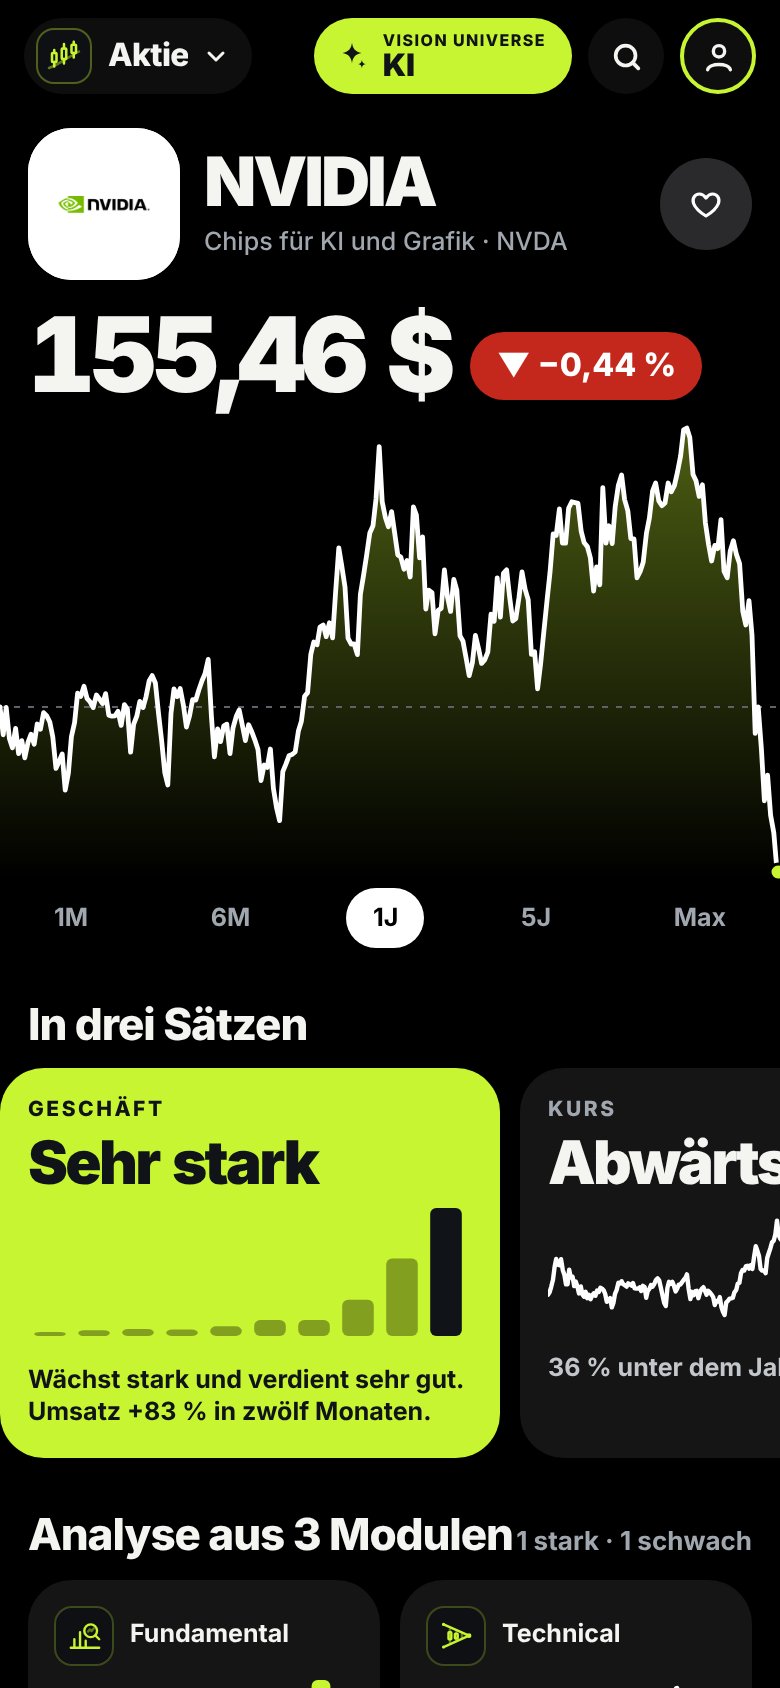 Aktie
VISION UNIVERSE
KI
NVIDIA
NVIDIA.
Chips für KI und Grafik · NVDA
155,46 $
▼ −0,44 %
1M
6M
1J
5J
Max
In drei Sätzen
GESCHÄFT
Sehr stark
Wächst stark und verdient sehr gut.
Umsatz +83 % in zwölf Monaten.
KURS
Abwärts
36 % unter dem Ja
Analyse aus 3 Modulen
1 stark · 1 schwach
Fundamental
Technical